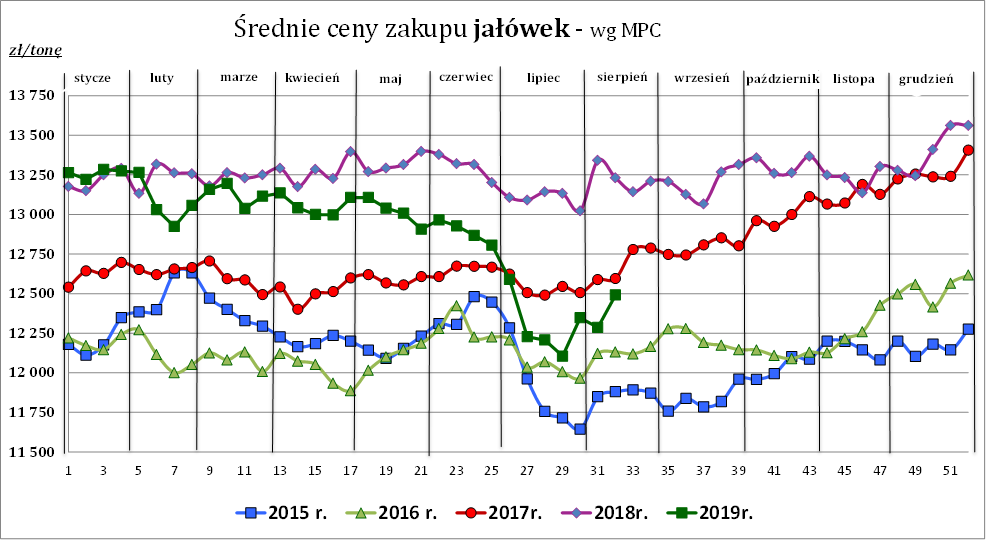 Średnie ceny zakupu jałówek - wg MPC
zł/tonę
stycze luty marze kwiecień maj czerwiec lipiec sierpień wrzesień październik listopa grudzień
13 750
13 500
13 250
13 000
12 750
12 500
12 250
12 000
11 750
11 500
1 3 5 7 9 11 13 15 17 19 21 23 25 27 29 31 33 35 37 39 41 43 45 47 49 51
2015 r. 2016 r. 2017r. 2018r. 2019r.